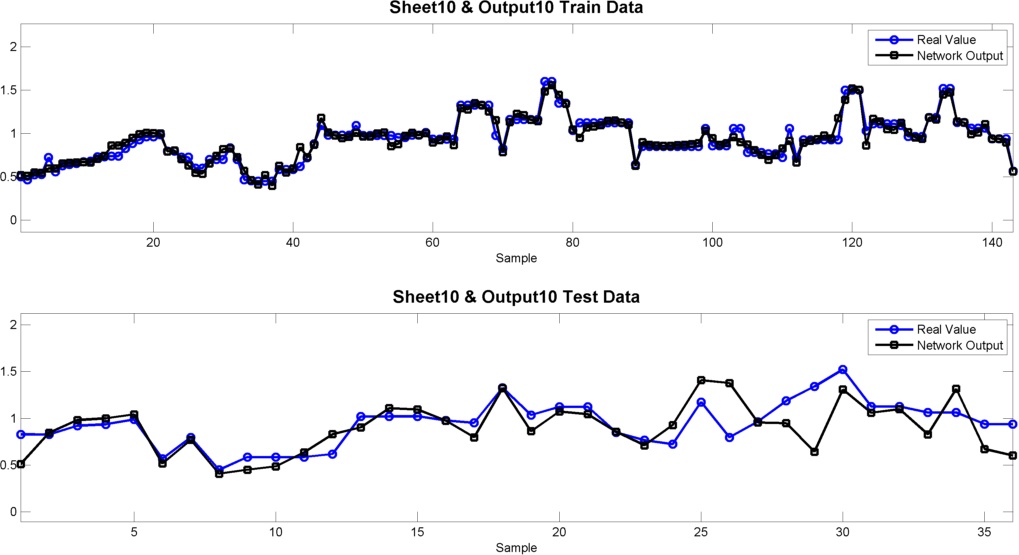 Sheet10 & Output10 Train Data
2
1.5
1
0.5
0
Real Value
Network Output
20 40 60 80 100 120 140
Sample
Sheet10 & Output10 Test Data
2
1.5
1
0.5
0
Real Value
Network Output
5 10 15 20 25 30 35
Sample